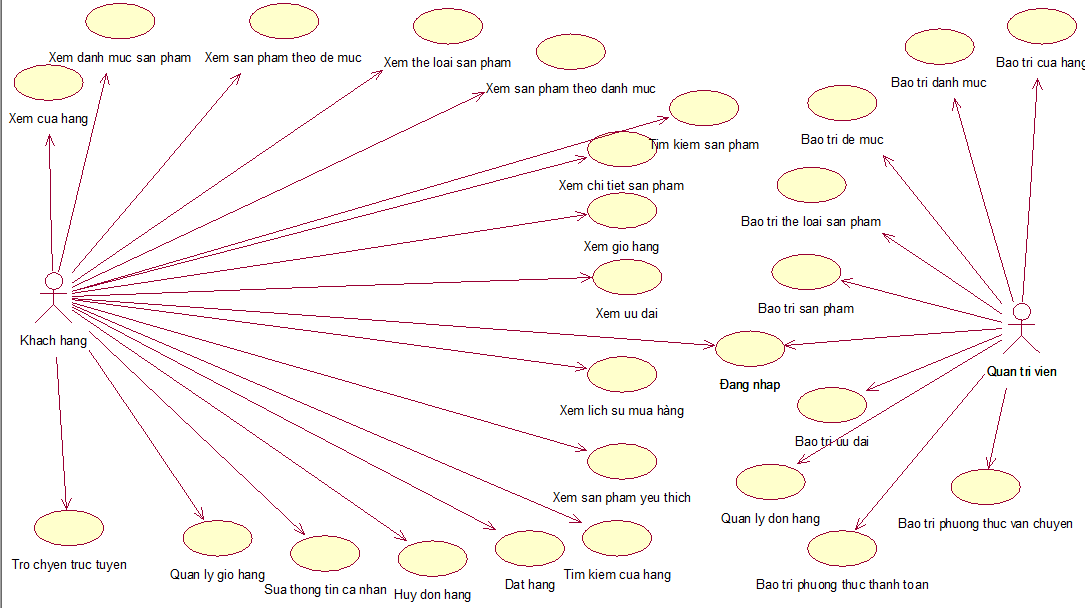 Xem danh muc san pham
Xem san pham theo de muc
Xem the loai san pham
Xem san pham theo danh muc
Xem cua hang
Tim kiem san pham
Xem chi tiet san pham
Xem gio hang
Xem uu dai
Khach hang
Đang nhap
Xem lich su mua hàng
Xem san pham yeu thich
Tro chyen truc tuyen
Quan ly gio hang
Sua thong tin ca nhan
Huy don hang
Dat hang
Tim kiem cua hang
Bao tri cua hang
Bao tri danh muc
Bao tri de muc
Bao tri the loai san pham
Bao tri san pham
Quan tri vien
Bao tri uu dai
Quan ly don hang
Bao tri phuong thuc van chuyen
Bao tri phuong thuc thanh toan